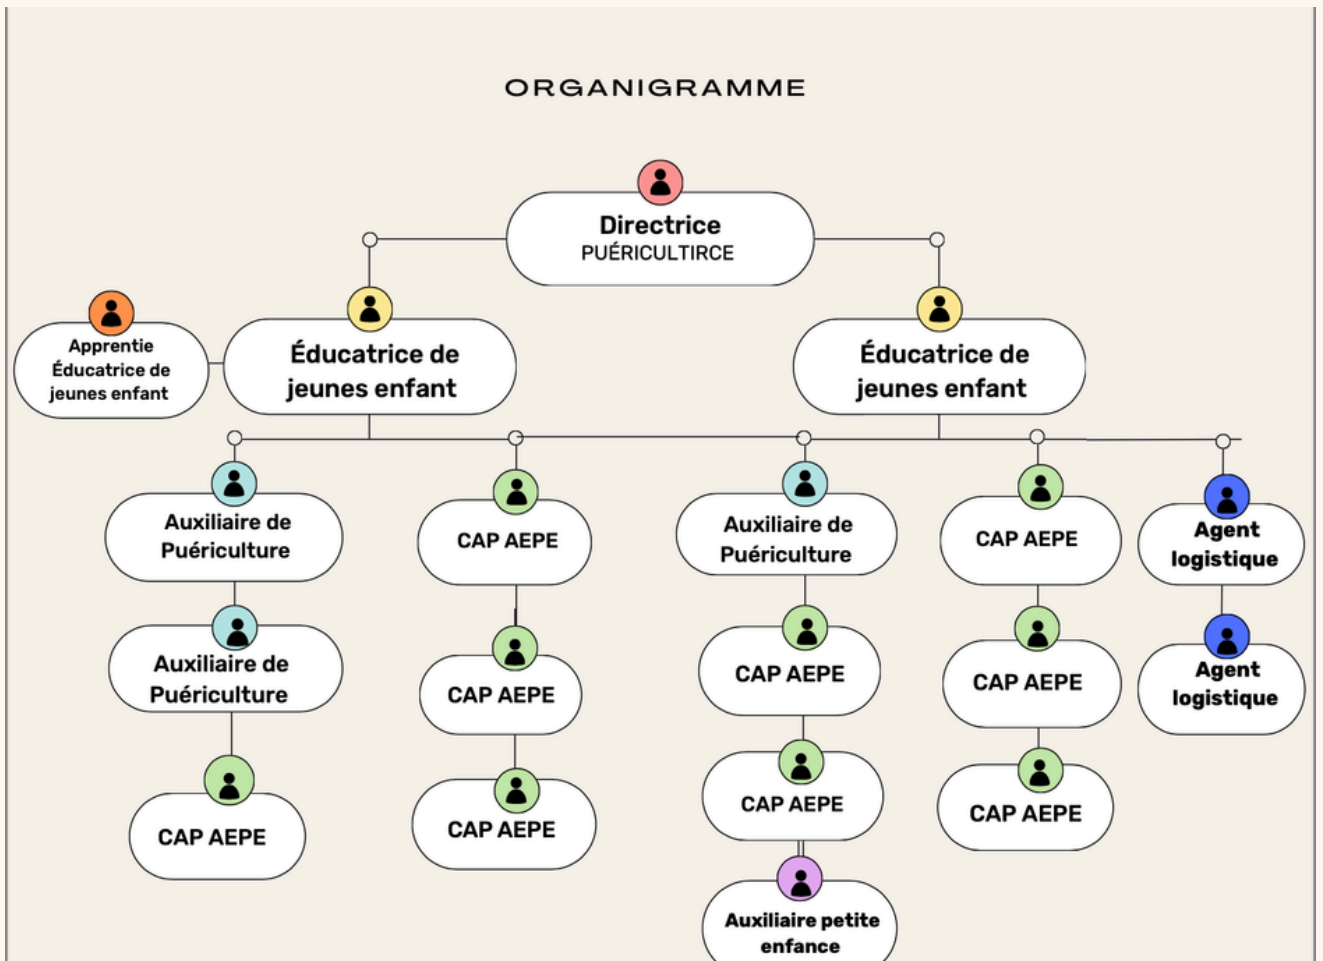 ORGANIGRAMME
Directrice
PUÉRICULTIRCE
Apprentie
Éducatrice de
jeunes enfant
Éducatrice de
jeunes enfant
Éducatrice de
jeunes enfant
Auxiliaire de
Puériculture
CAP AEPE
Auxiliaire de
Puériculture
CAP AEPE
Agent
logistique
Auxiliaire de
Puériculture
CAP AEPE
CAP AEPE
CAP AEPE
Agent
logistique
CAP AEPE
CAP AEPE
CAP AEPE
CAP AEPE
Auxiliaire petite
enfance